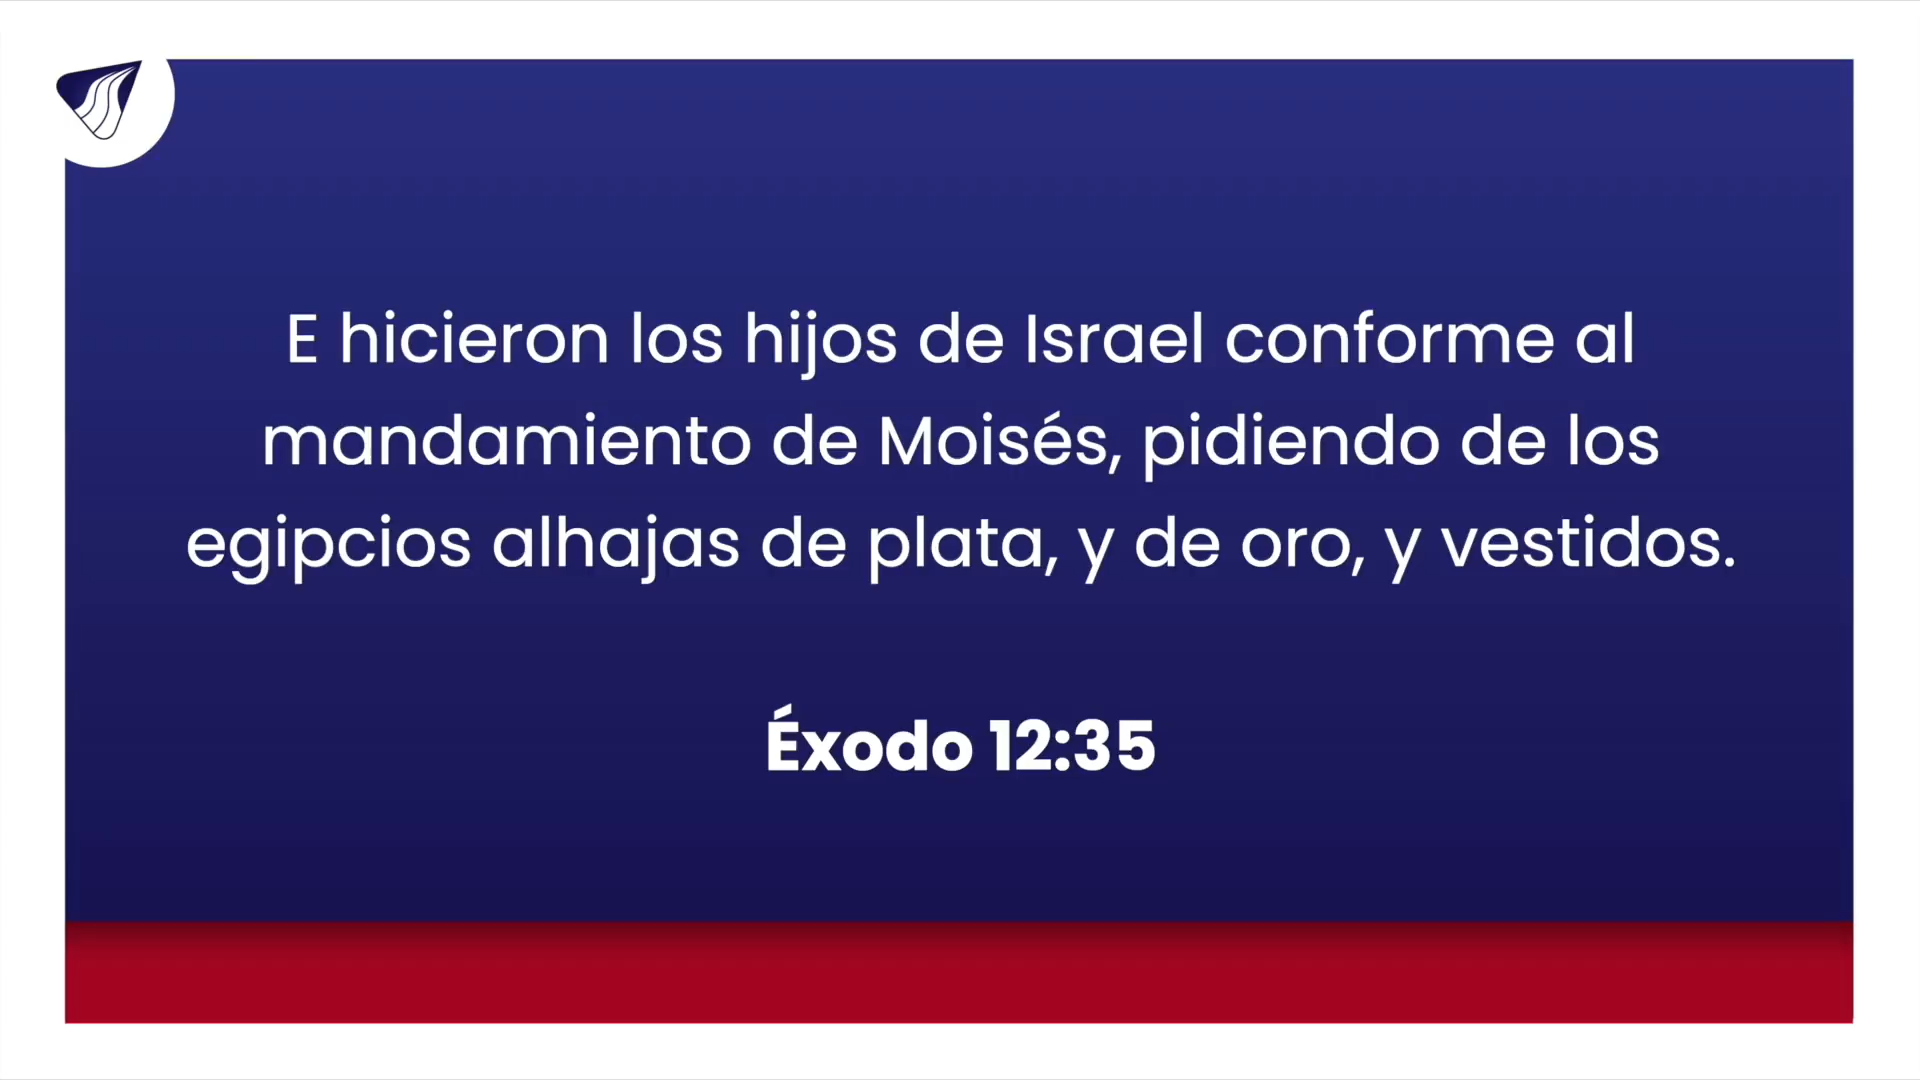 E hicieron los hijos de Israel conforme al
mandamiento de Moisés, pidiendo de los
egipcios alhajas de plata, y de oro, y vestidos.
Éxodo 12:35